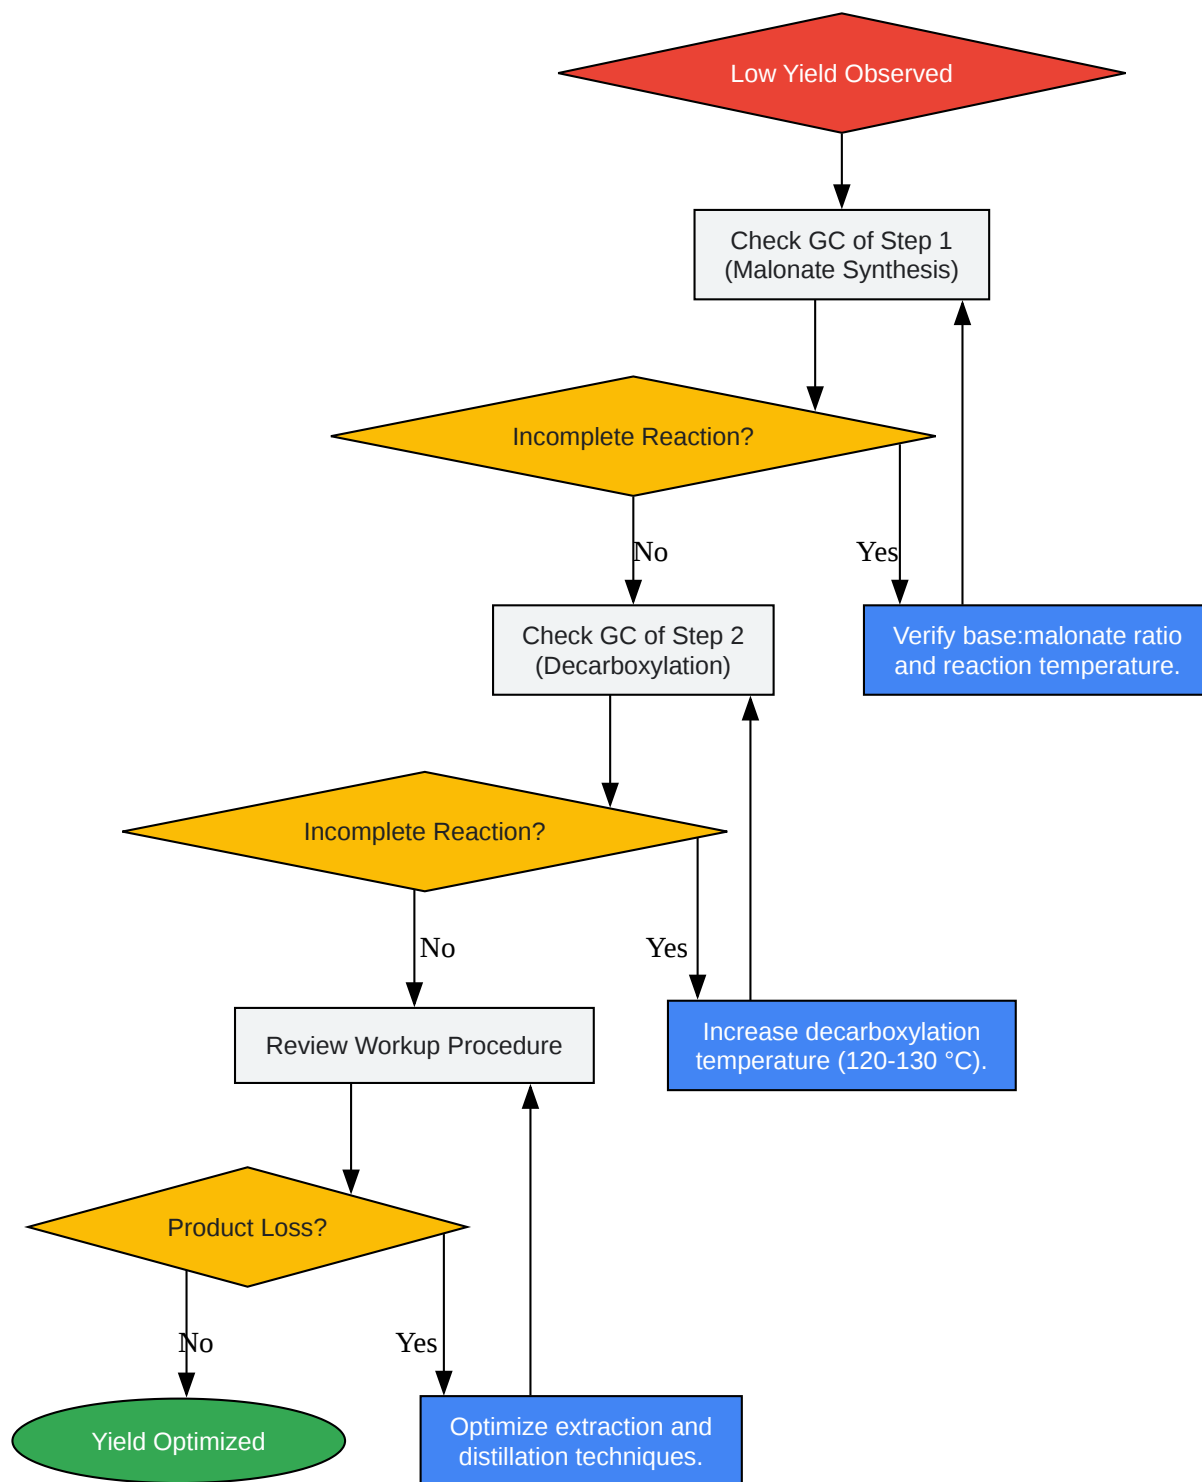 Low Yield Observed
Check GC of Step 1
(Malonate Synthesis)
Incomplete Reaction?
No
Yes
Check GC of Step 2
(Decarboxylation)
Verify base:malonate ratio
and reaction temperature.
Incomplete Reaction?
No
Yes
Review Workup Procedure
Increase decarboxylation
temperature (120-130 °C).
Product Loss?
No
Yes
Yield Optimized
Optimize extraction and
distillation techniques.